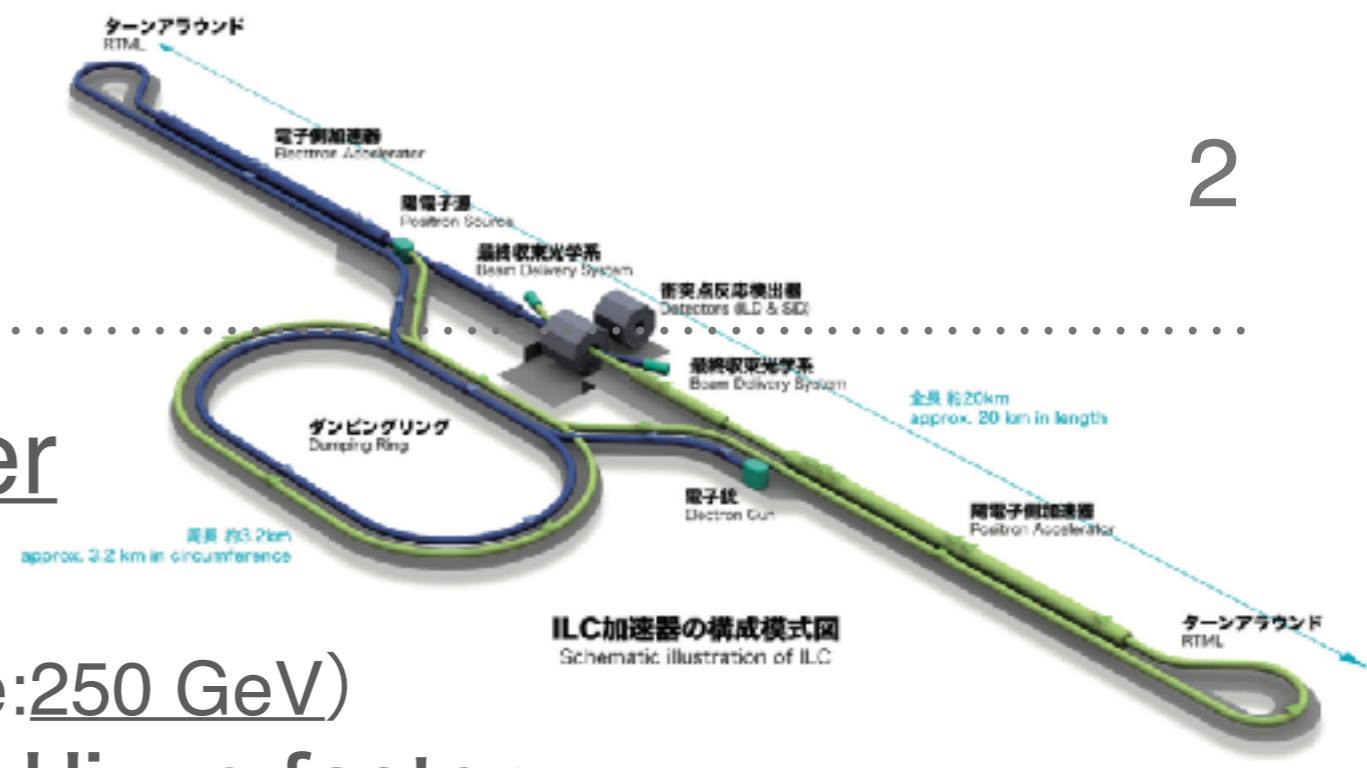 ターンアラウンド
RTML
電子側加速器
Electron Accelerator
2
陽電子源
Positron Source
最終収束光学系
Beam Delivery System
衝突点反応検出器
Detectors (ILD & SiD)
最終収束光学系
Beam Delivery System
全長 約20km
approx. 20 km in length
ダンピングリング
Dumping Ring
er
電子銃
Electron Gun
陽電子側加速器
Positron Accelerator
周長 約3.2km
approx. 3.2 km in circumference
ILC加速器の構成模式図
Schematic illustration of ILC
ターンアラウンド
RTML
e:250 GeV）